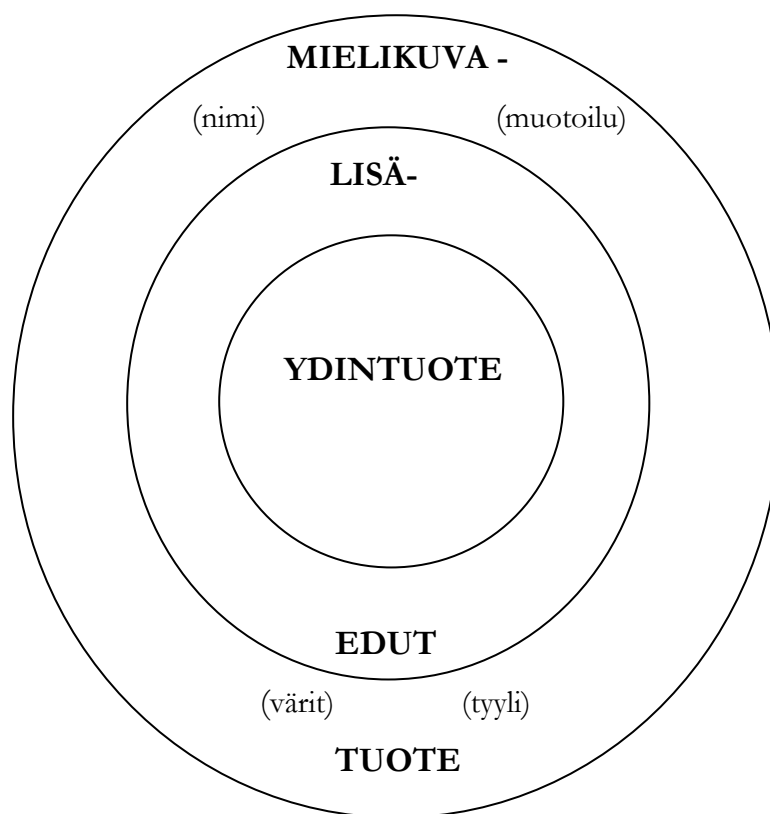 MIELIKUVA -
(nimi) (muotoilu)
LISÄ-
YDINTUOTE
EDUT
(värit) (tyyli)
TUOTE